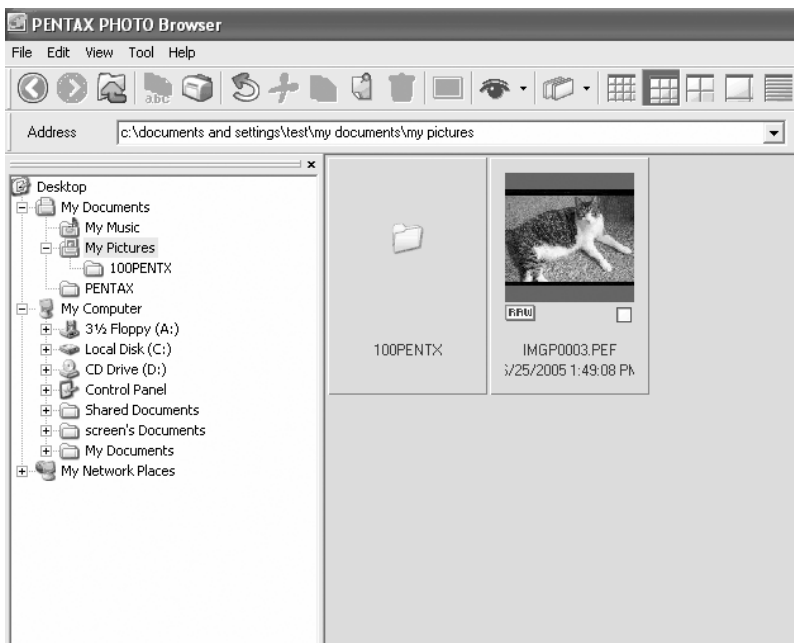 PENTAX PHOTO Browser
File Edit View Tool Help
abc
Address c:\documents and settings\test\my documents\my pictures
Desktop
My Documents
My Music
My Pictures
100PENTX
PENTAX
My Computer
3½ Floppy (A:)
Local Disk (C:)
CD Drive (D:)
Control Panel
Shared Documents
screen's Documents
My Documents
My Network Places
100PENTX
RAW
IMGP0003.PEF
/25/2005 1:49:08 PM